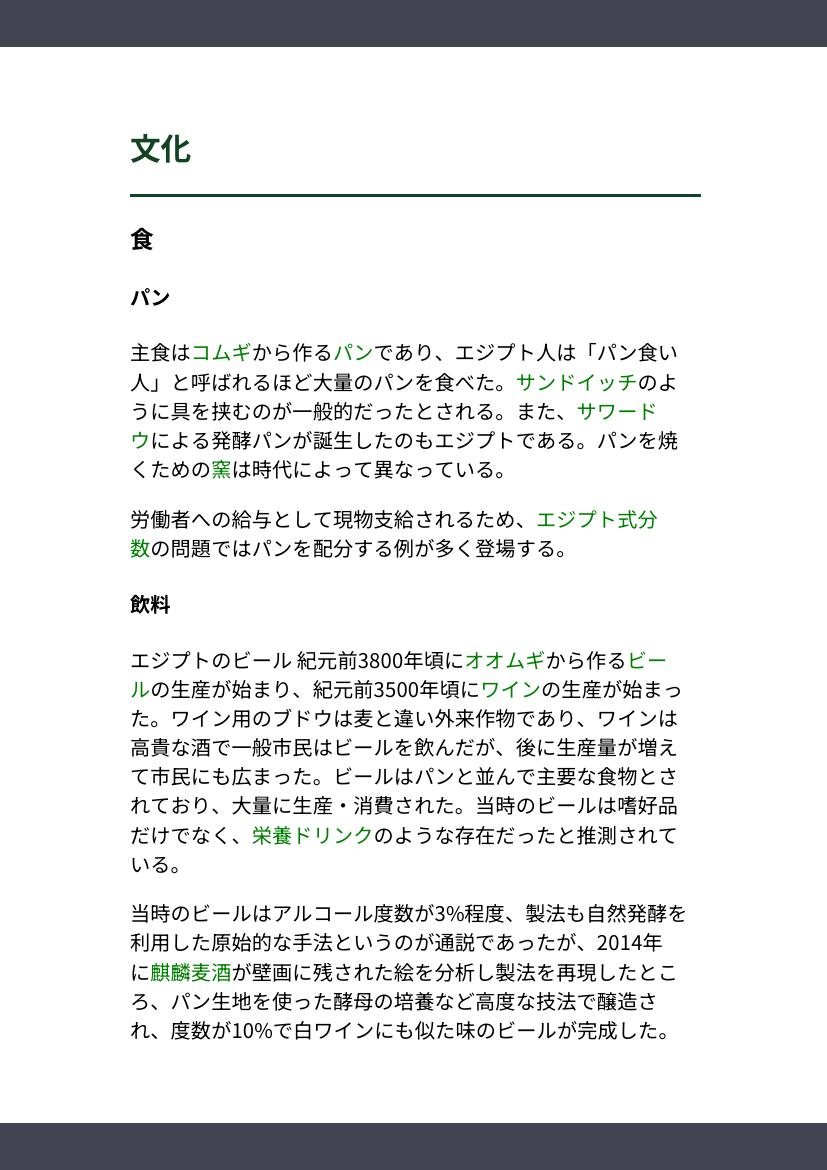 文化
食
パン
主食はコムギから作るパンであり、エジプト人は「パン食い
人」と呼ばれるほど大量のパンを食べた。サンドイッチのよ
うに具を挟むのが一般的だったとされる。また、サワード
ウによる発酵パンが誕生したのもエジプトである。パンを焼
くための窯は時代によって異なっている。
労働者への給与として現物支給されるため、エジプト式分
数の問題ではパンを配分する例が多く登場する。
飲料
エジプトのビール 紀元前3800年頃にオオムギから作るビー
ルの生産が始まり、紀元前3500年頃にワインの生産が始まっ
た。ワイン用のブドウは麦と違い外来作物であり、ワインは
高貴な酒で一般市民はビールを飲んだが、後に生産量が増え
て市民にも広まった。ビールはパンと並んで主要な食物とさ
れており、大量に生産・消費された。当時のビールは嗜好品
だけでなく、栄養ドリンクのような存在だったと推測されて
いる。
当時のビールはアルコール度数が3%程度、製法も自然発酵を
利用した原始的な手法というのが通説であったが、2014年
に麒麟麦酒が壁画に残された絵を分析し製法を再現したとこ
ろ、パン生地を使った酵母の培養など高度な技法で醸造さ
れ、度数が10%で白ワインにも似た味のビールが完成した。